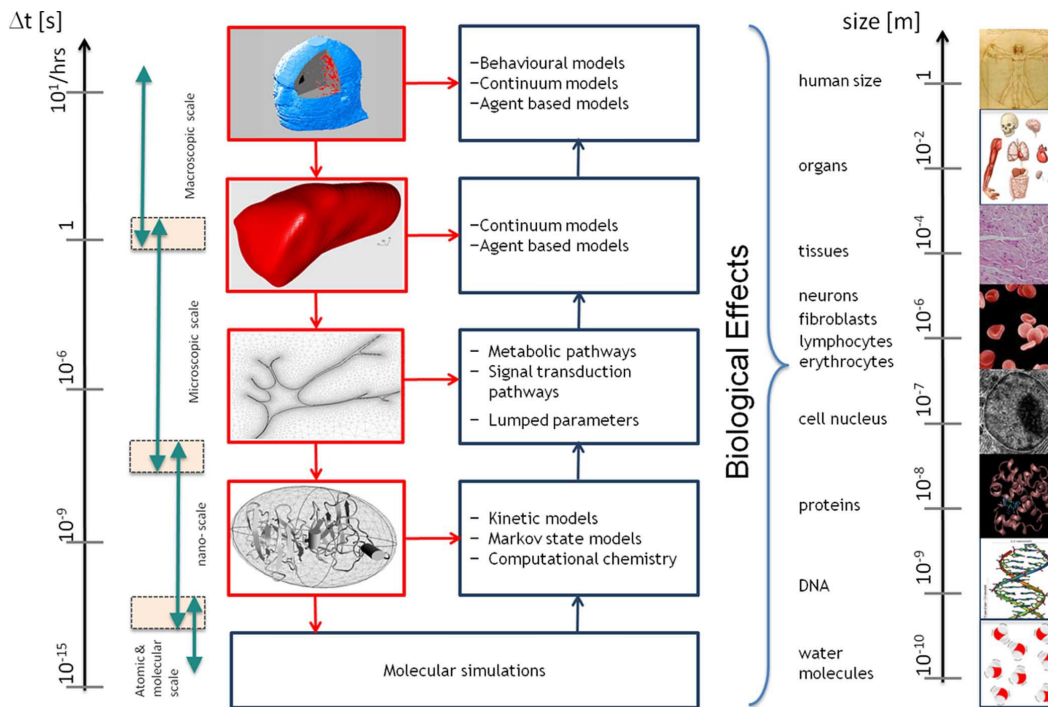 Δt [s]
10¹/hrs
1
10⁻⁶
10⁻⁹
10⁻¹⁵
Macroscopic scale
Microscopic scale
nano-scale
Atomic &
molecular
scale
–Behavioural models
–Continuum models
–Agent based models
–Continuum models
–Agent based models
– Metabolic pathways
– Signal transduction
pathways
– Lumped parameters
– Kinetic models
– Markov state models
– Computational chemistry
Molecular simulations
Biological Effects
size [m]
human size
1
organs
10⁻²
tissues
10⁻⁴
neurons
fibroblasts
lymphocytes
erythrocytes
10⁻⁶
cell nucleus
10⁻⁷
proteins
10⁻⁸
DNA
10⁻⁹
water
molecules
10⁻¹⁰